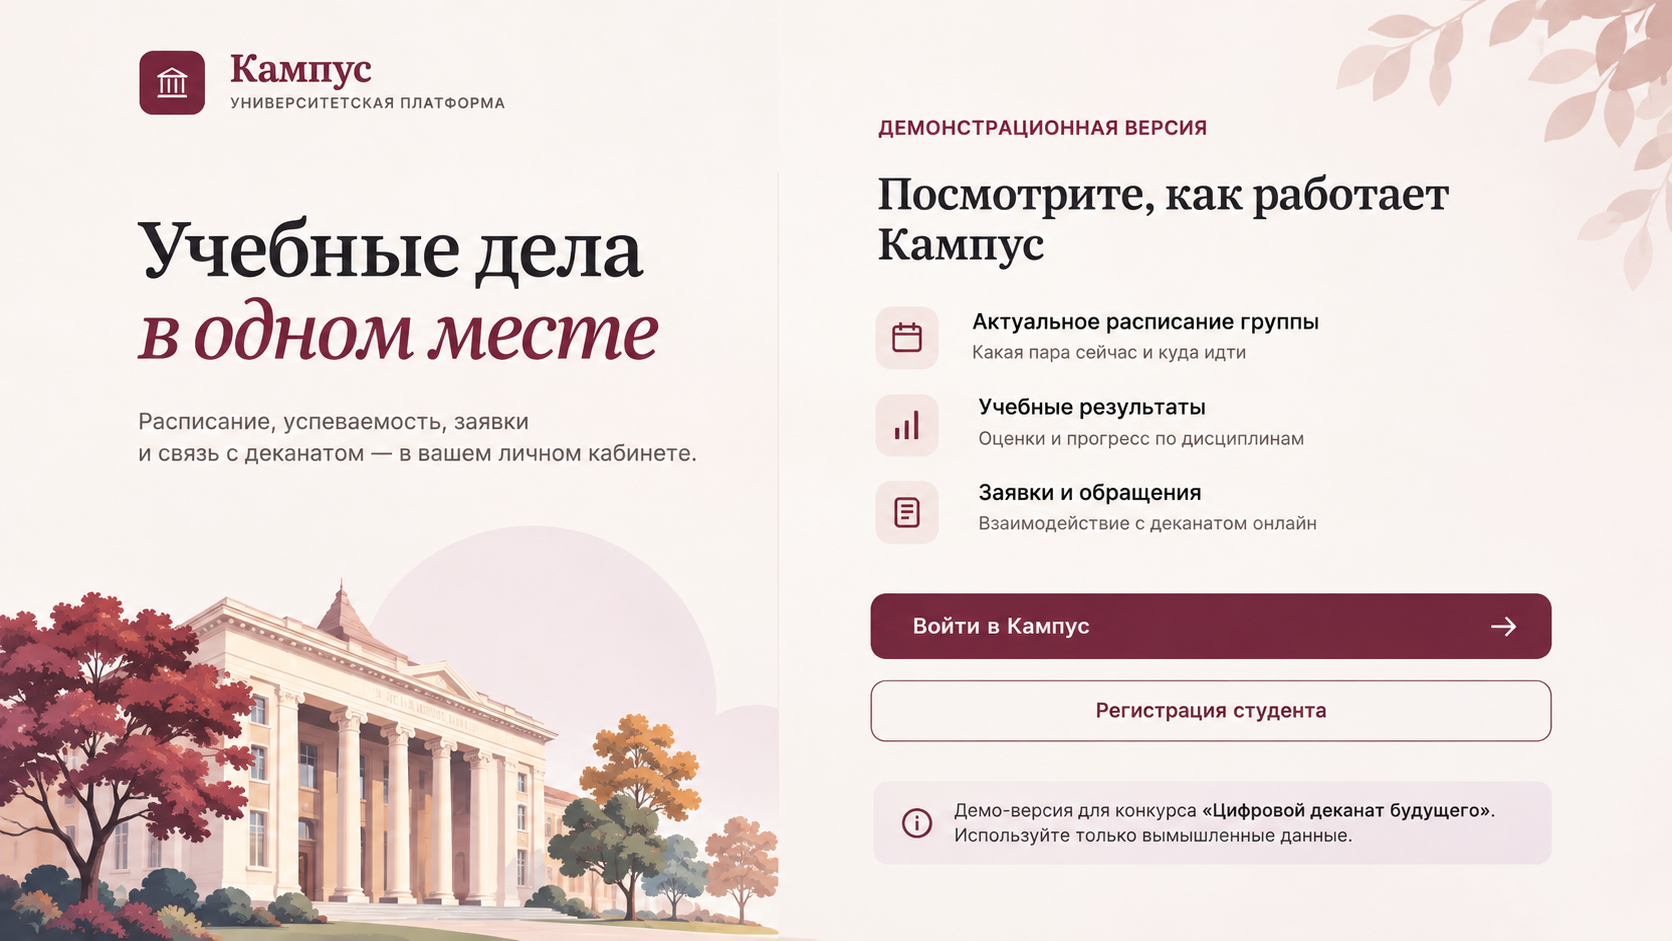 Кампус
УНИВЕРСИТЕТСКАЯ ПЛАТФОРМА
Учебные дела
в одном месте
Расписание, успеваемость, заявки
и связь с деканатом — в вашем личном кабинете.
ДЕМОНСТРАЦИОННАЯ ВЕРСИЯ
Посмотрите, как работает
Кампус
Актуальное расписание группы
Какая пара сейчас и куда идти
Учебные результаты
Оценки и прогресс по дисциплинам
Заявки и обращения
Взаимодействие с деканатом онлайн
Войти в Кампус
Регистрация студента
Демо-версия для конкурса «Цифровой деканат будущего».
Используйте только вымышленные данные.